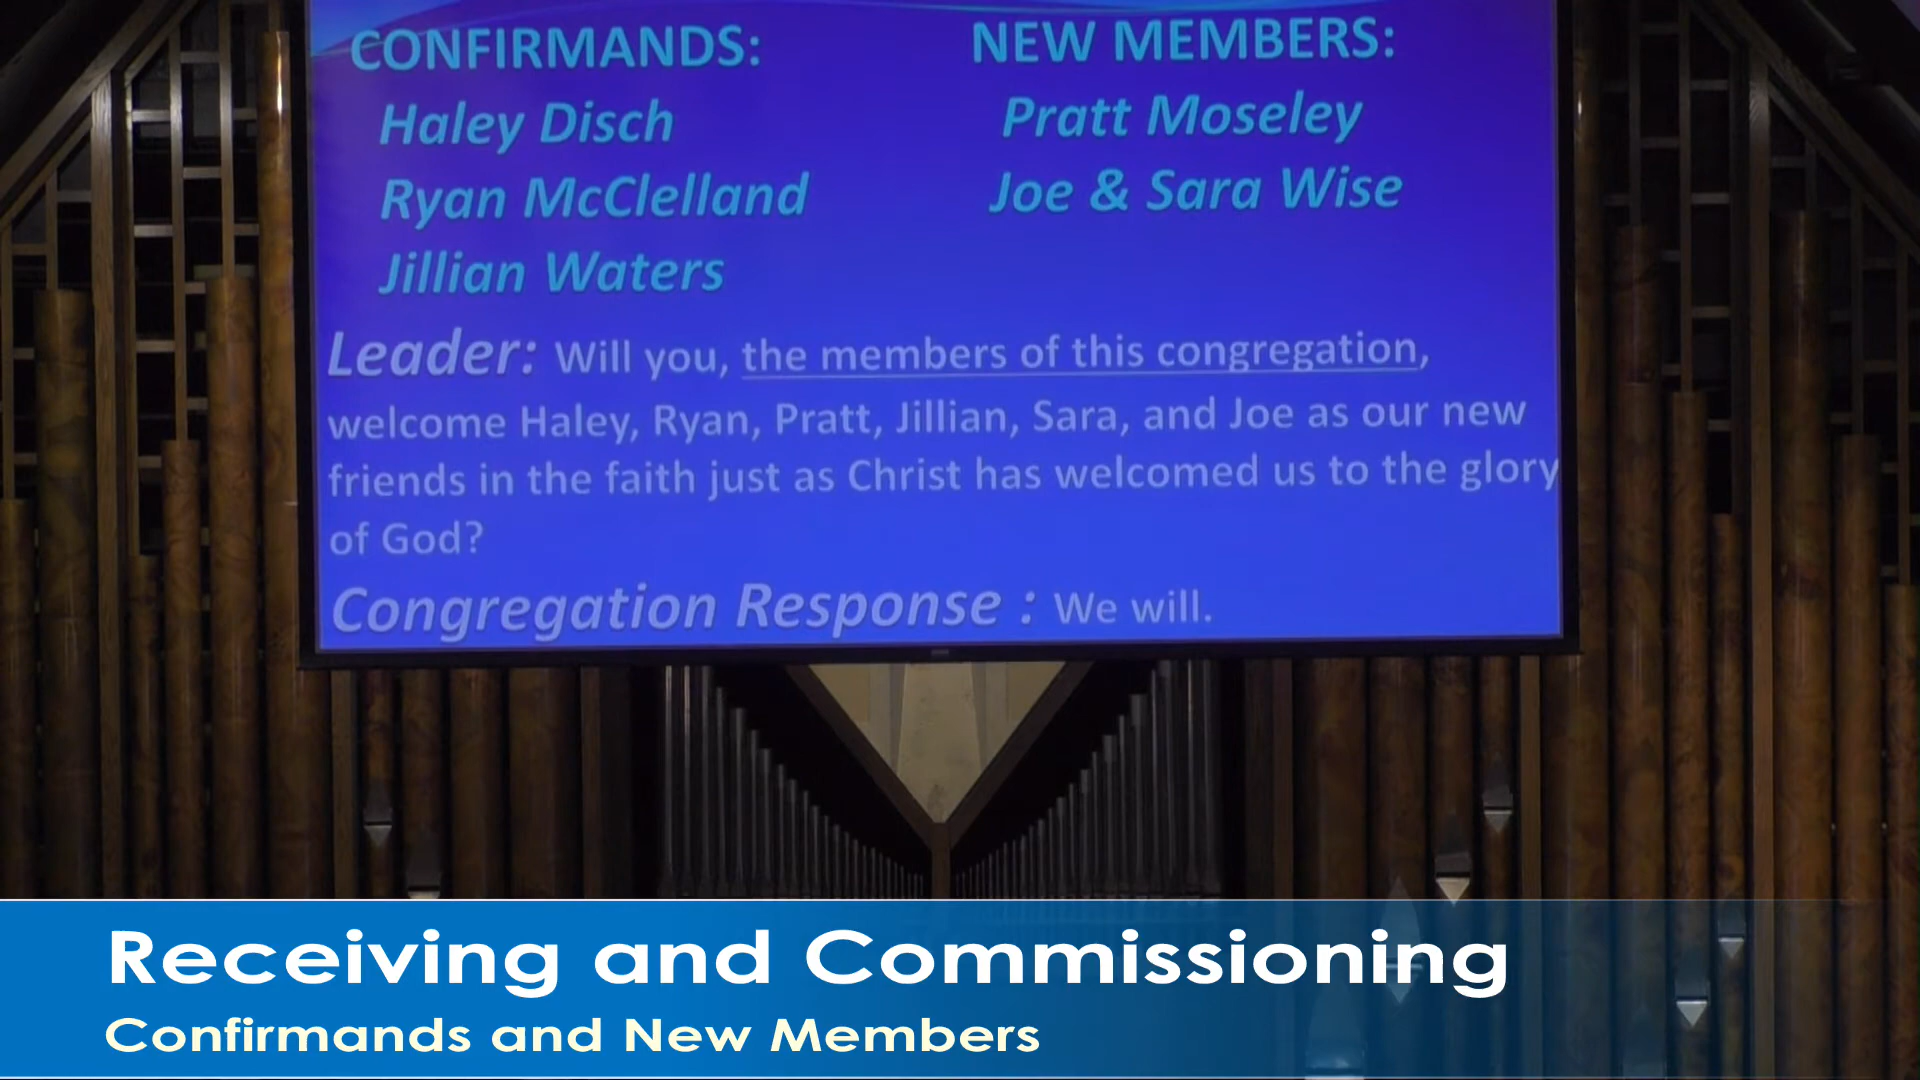 CONFIRMANDS:
Haley Disch
Ryan McClelland
Jillian Waters
NEW MEMBERS:
Pratt Moseley
Joe & Sara Wise
Leader: Will you, the members of this congregation,
welcome Haley, Ryan, Pratt, Jillian, Sara, and Joe as our new
friends in the faith just as Christ has welcomed us to the glory
of God?
Congregation Response : We will.
Receiving and Commissioning
Confirmands and New Members